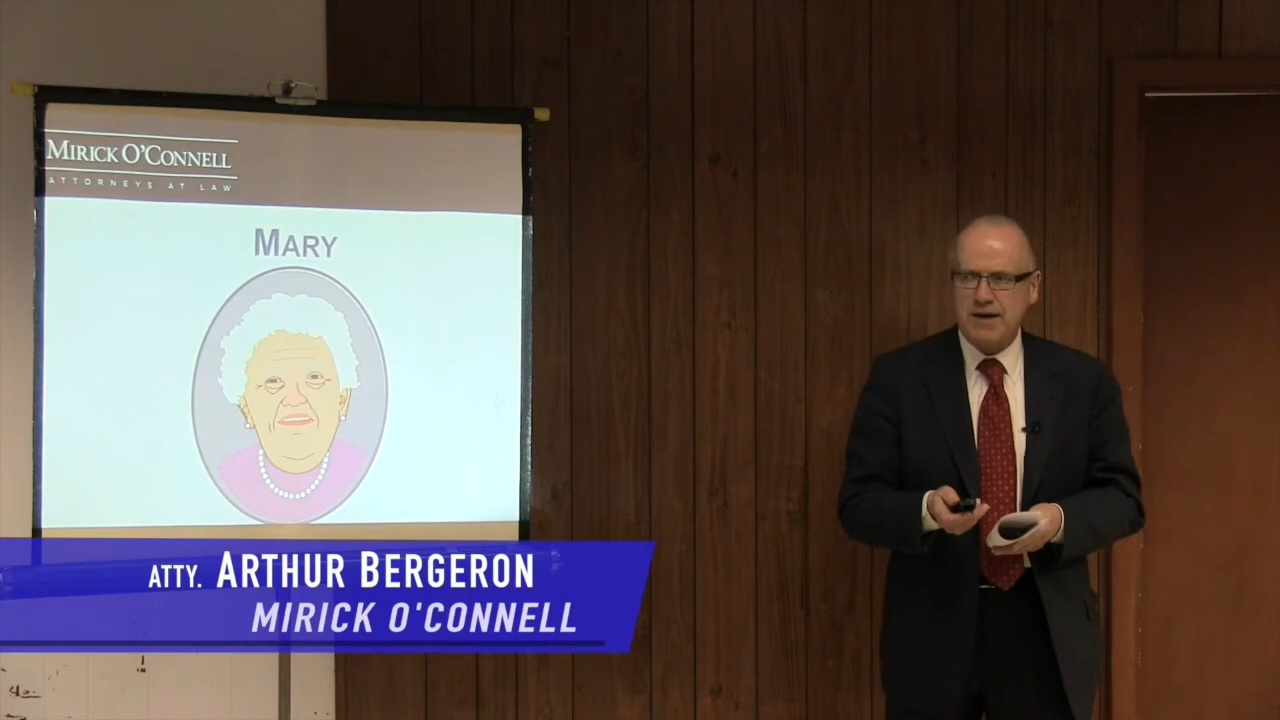 MIRICK O'CONNELL
ATTORNEYS AT LAW
MARY
ATTY. ARTHUR BERGERON
MIRICK O'CONNELL